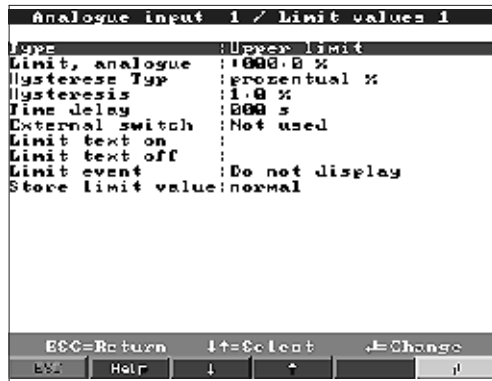 Analogue input 1 / Limit values 1
Type :Upper limit
Limit, analogue :+000.0 %
Hysterese Typ :prozentual %
Hysteresis :1.0 %
Time delay :000 s
External switch :Not used
Limit text on :
Limit text off :
Limit event :Do not display
Store limit value:normal
ESC=Return ↓↑=Select ↵=Change
ESC Help ↓ ↑ ↵